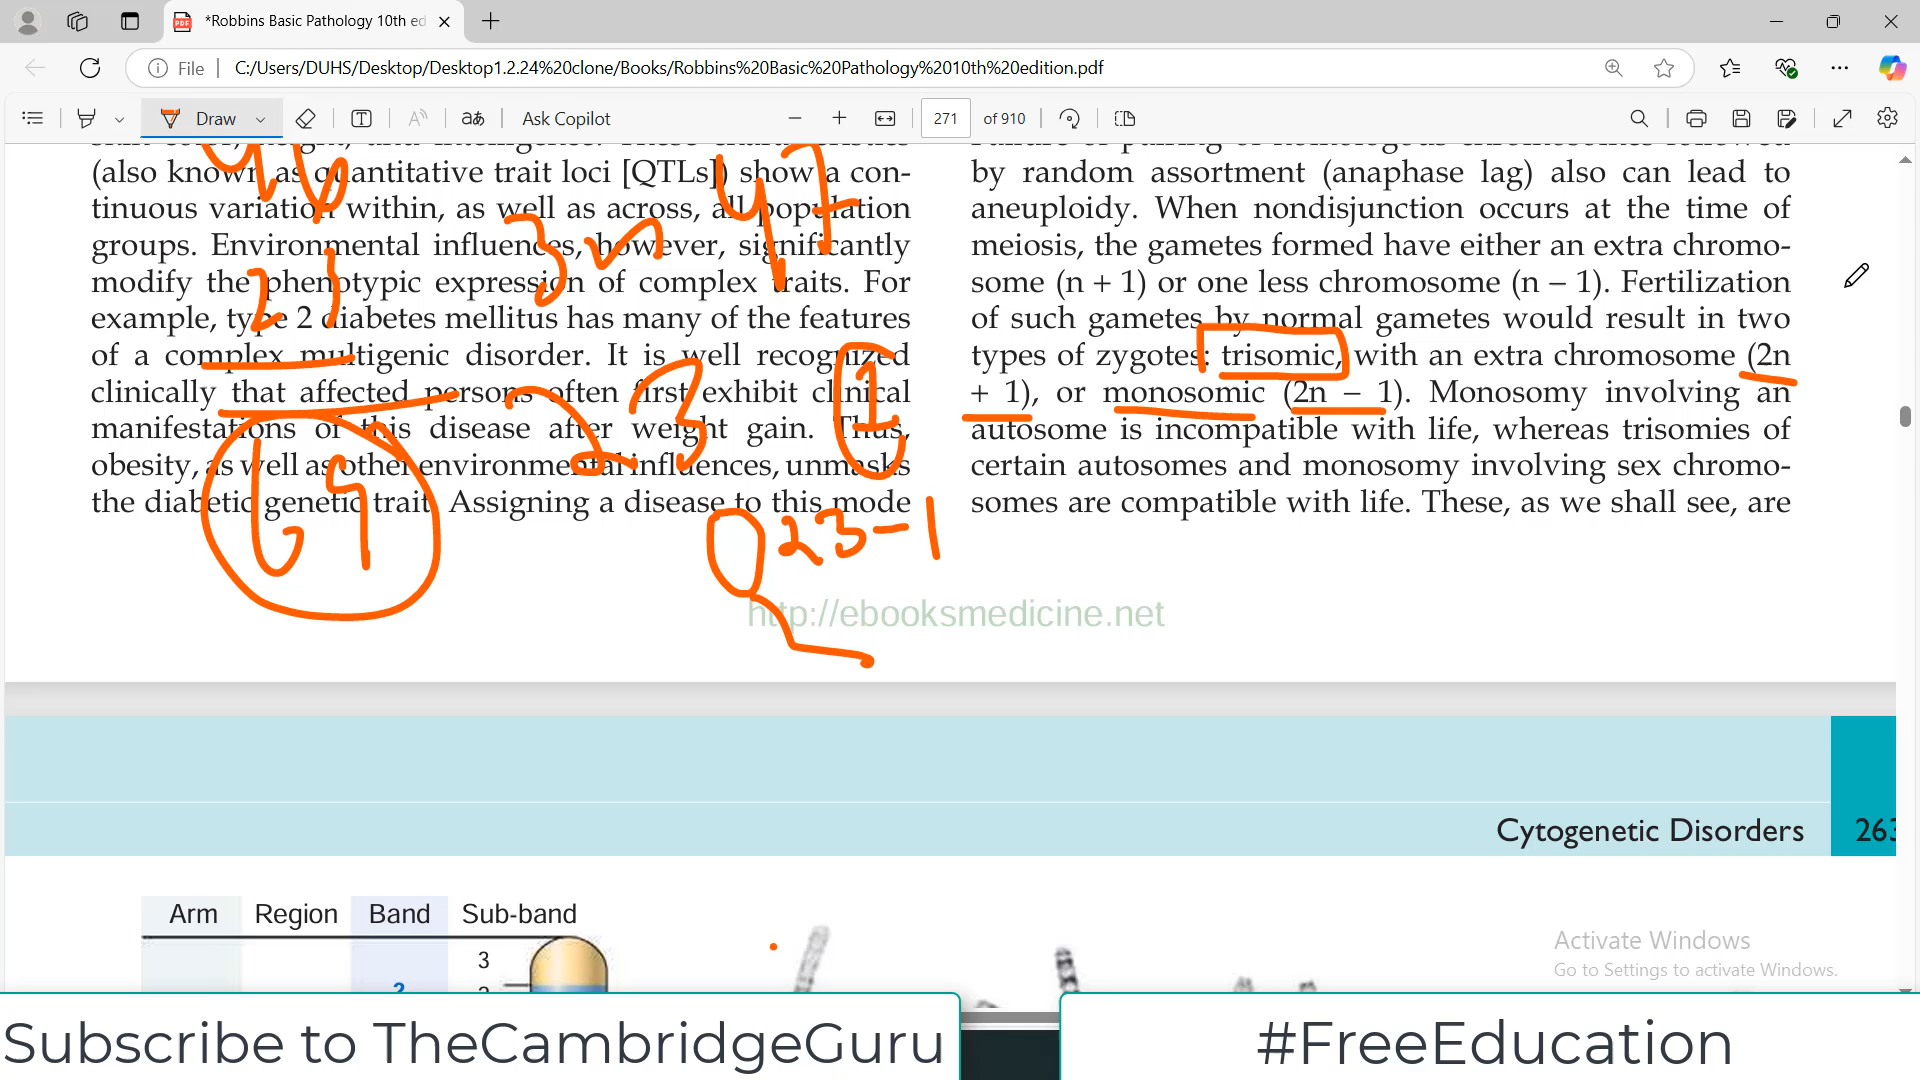 *Robbins Basic Pathology 10th ed
File
C:/Users/DUHS/Desktop/Desktop1.2.24%20clone/Books/Robbins%20Basic%20Pathology%2010th%20edition.pdf
Draw
Ask Copilot
271 of 910
(also known as quantitative trait loci [QTLs]) show a con-
tinuous variation within, as well as across, all population
groups. Environmental influences, however, significantly
modify the phenotypic expression of complex traits. For
example, type 2 diabetes mellitus has many of the features
of a complex multigenic disorder. It is well recognized
clinically that affected persons often first exhibit clinical
manifestations of this disease after weight gain. Thus,
obesity, as well as other environmental influences, unmasks
the diabetic genetic trait. Assigning a disease to this mode
46
47
3n
23
23
1
69
23-1
by random assortment (anaphase lag) also can lead to
aneuploidy. When nondisjunction occurs at the time of
meiosis, the gametes formed have either an extra chromo-
some (n + 1) or one less chromosome (n − 1). Fertilization
of such gametes by normal gametes would result in two
types of zygotes: trisomic, with an extra chromosome (2n
+ 1), or monosomic (2n − 1). Monosomy involving an
autosome is incompatible with life, whereas trisomies of
certain autosomes and monosomy involving sex chromo-
somes are compatible with life. These, as we shall see, are
http://ebooksmedicine.net
Cytogenetic Disorders 263
Arm Region Band Sub-band
3
Activate Windows
Go to Settings to activate Windows.
Subscribe to TheCambridgeGuru
#FreeEducation